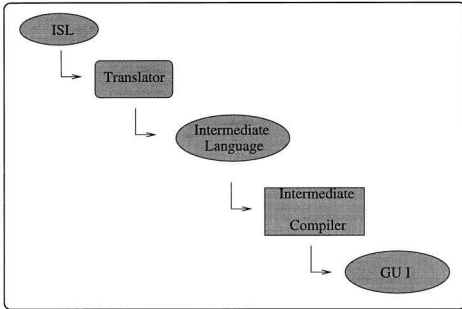 ISL
Translator
Intermediate
Language
Intermediate
Compiler
GU I